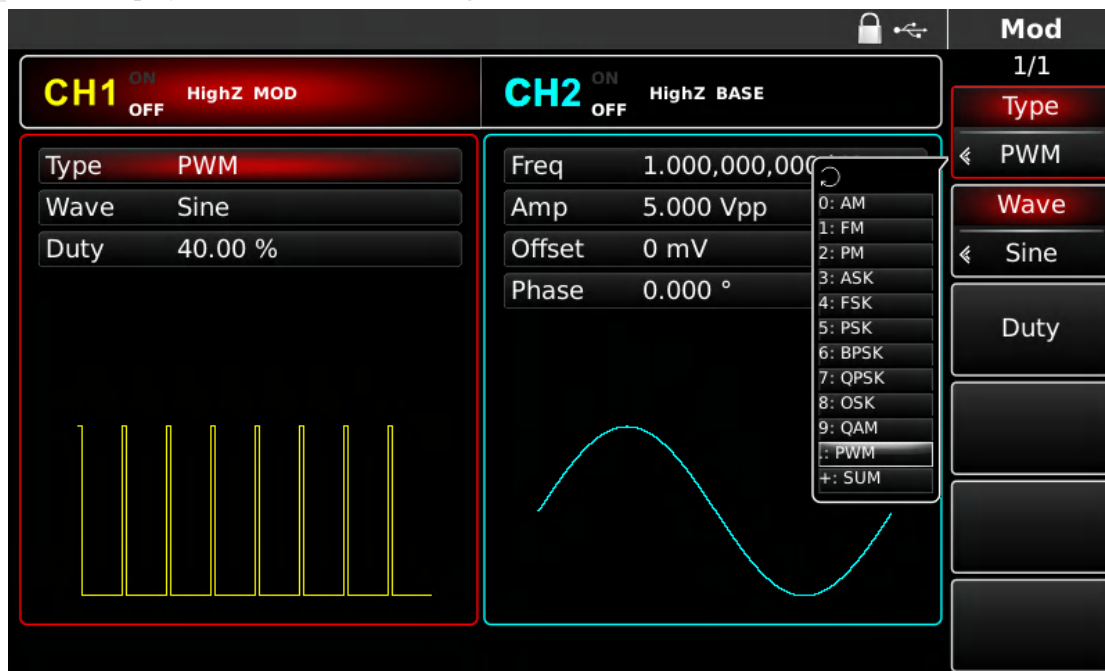 Mod
1/1
CH1 ON OFF HighZ MOD
CH2 ON OFF HighZ BASE
Type PWM
Wave Sine
Duty 40.00 %
Freq 1.000,000,000
Amp 5.000 Vpp
Offset 0 mV
Phase 0.000 °
0: AM
1: FM
2: PM
3: ASK
4: FSK
5: PSK
6: BPSK
7: QPSK
8: OSK
9: QAM
.: PWM
+: SUM
Type
PWM
Wave
Sine
Duty